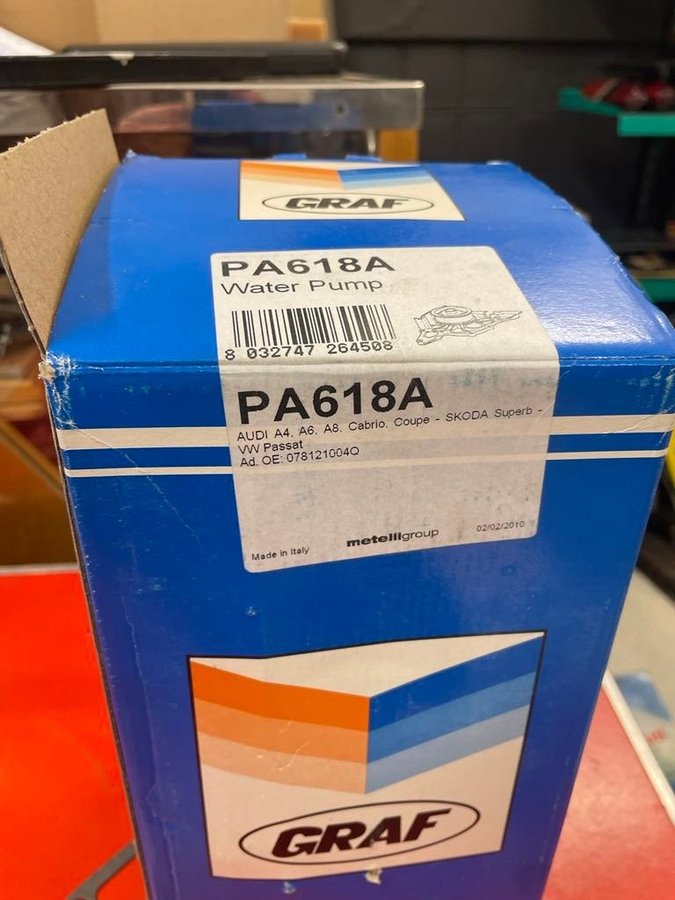 GRAF
PA618A
Water Pump
8 032747 264508
PA618A
AUDI A4, A6, A8, Cabrio, Coupe - SKODA Superb -
VW Passat
Ad. OE: 078121004Q
Made in Italy
metelligroup
02/02/2010
GRAF